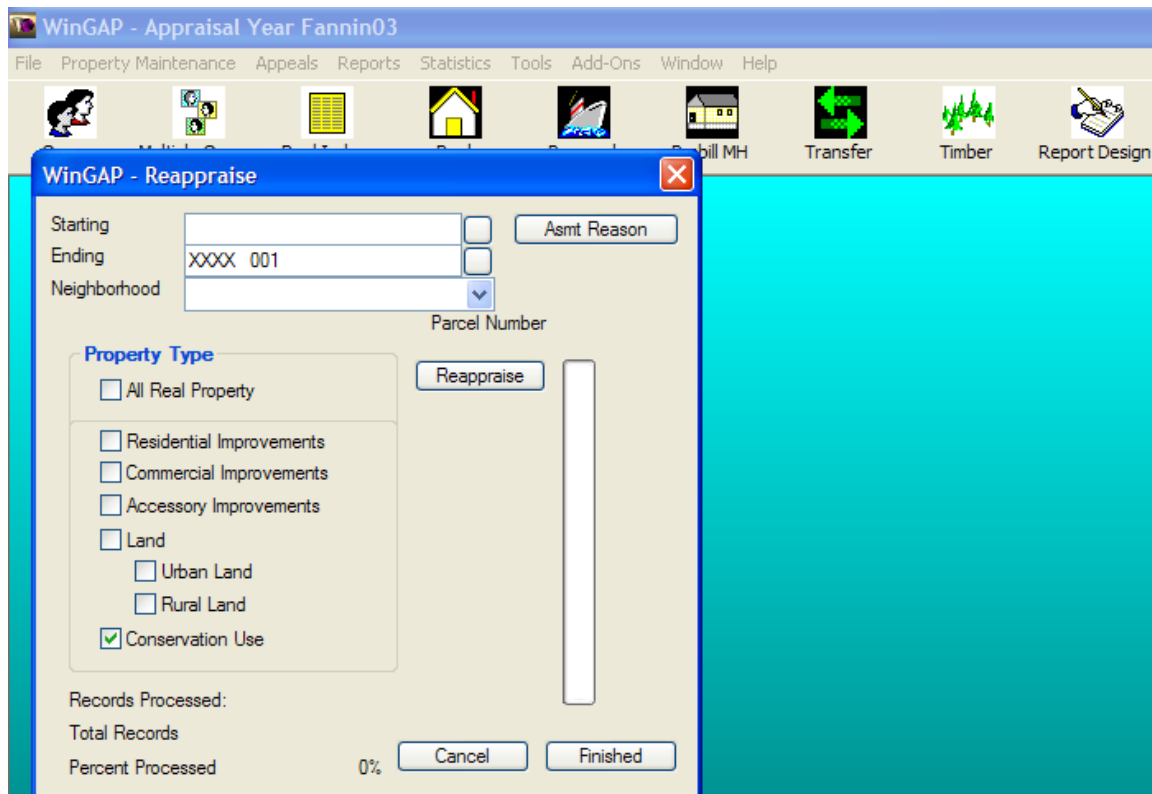 WinGAP - Appraisal Year Fannin03
File Property Maintenance Appeals Reports Statistics Tools Add-Ons Window Help
bill MH Transfer Timber Report Design
WinGAP - Reappraise
Starting Asmt Reason
Ending XXXX 001
Neighborhood
Parcel Number
Property Type
Reappraise
All Real Property
Residential Improvements
Commercial Improvements
Accessory Improvements
Land
Urban Land
Rural Land
Conservation Use
Records Processed:
Total Records
Percent Processed 0% Cancel Finished